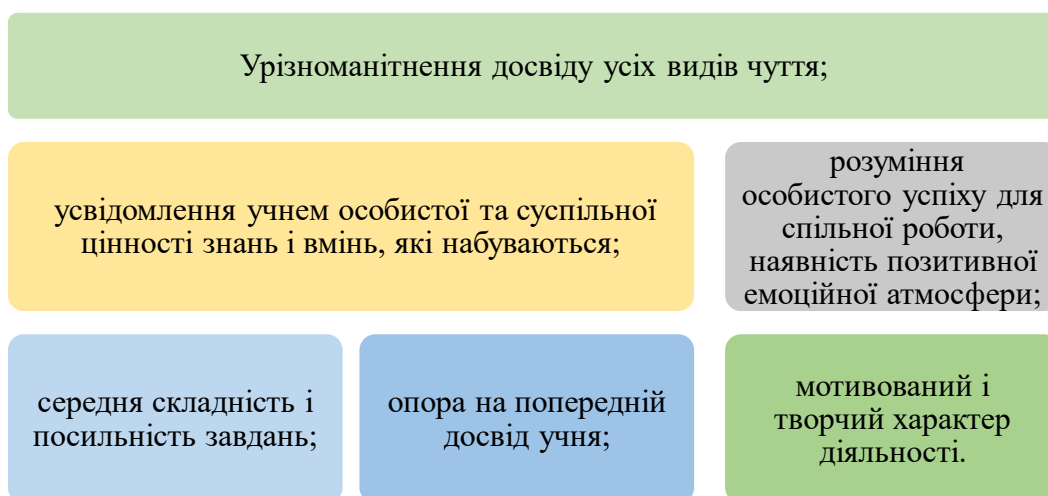 Урізноманітнення досвіду усіх видів чуття;
усвідомлення учнем особистої та суспільної
цінності знань і вмінь, які набуваються;
розуміння
особистого успіху для
спільної роботи,
наявність позитивної
емоційної атмосфери;
середня складність і
посильність завдань;
опора на попередній
досвід учня;
мотивований і
творчий характер
діяльності.